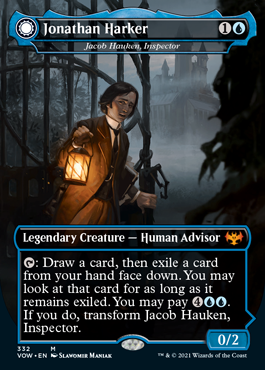 Jonathan Harker 1
Jacob Hauken, Inspector
Legendary Creature — Human Advisor
: Draw a card, then exile a card
from your hand face down. You may
look at that card for as long as it
remains exiled. You may pay 4
If you do, transform Jacob Hauken,
Inspector.
0/2
332 M
VOW • EN SLAWOMIR MANIAK ™ & © 2021 Wizards of the Coast